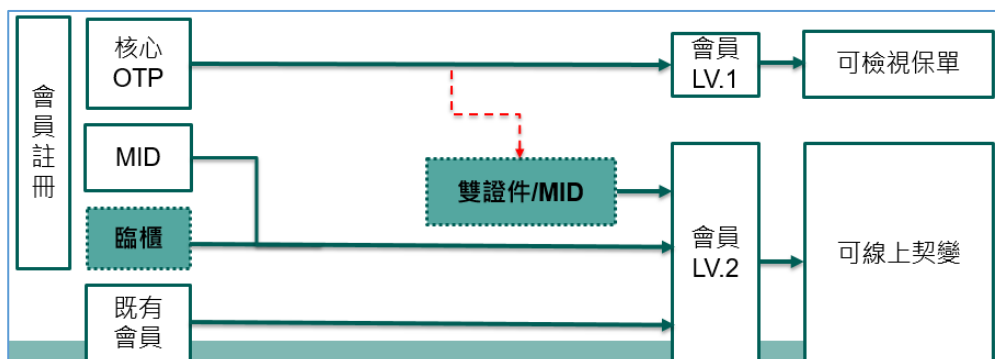 會
員
註
冊
核心
OTP
會員
LV.1
可檢視保單
MID
雙證件/MID
臨櫃
會員
LV.2
可線上契變
既有
會員